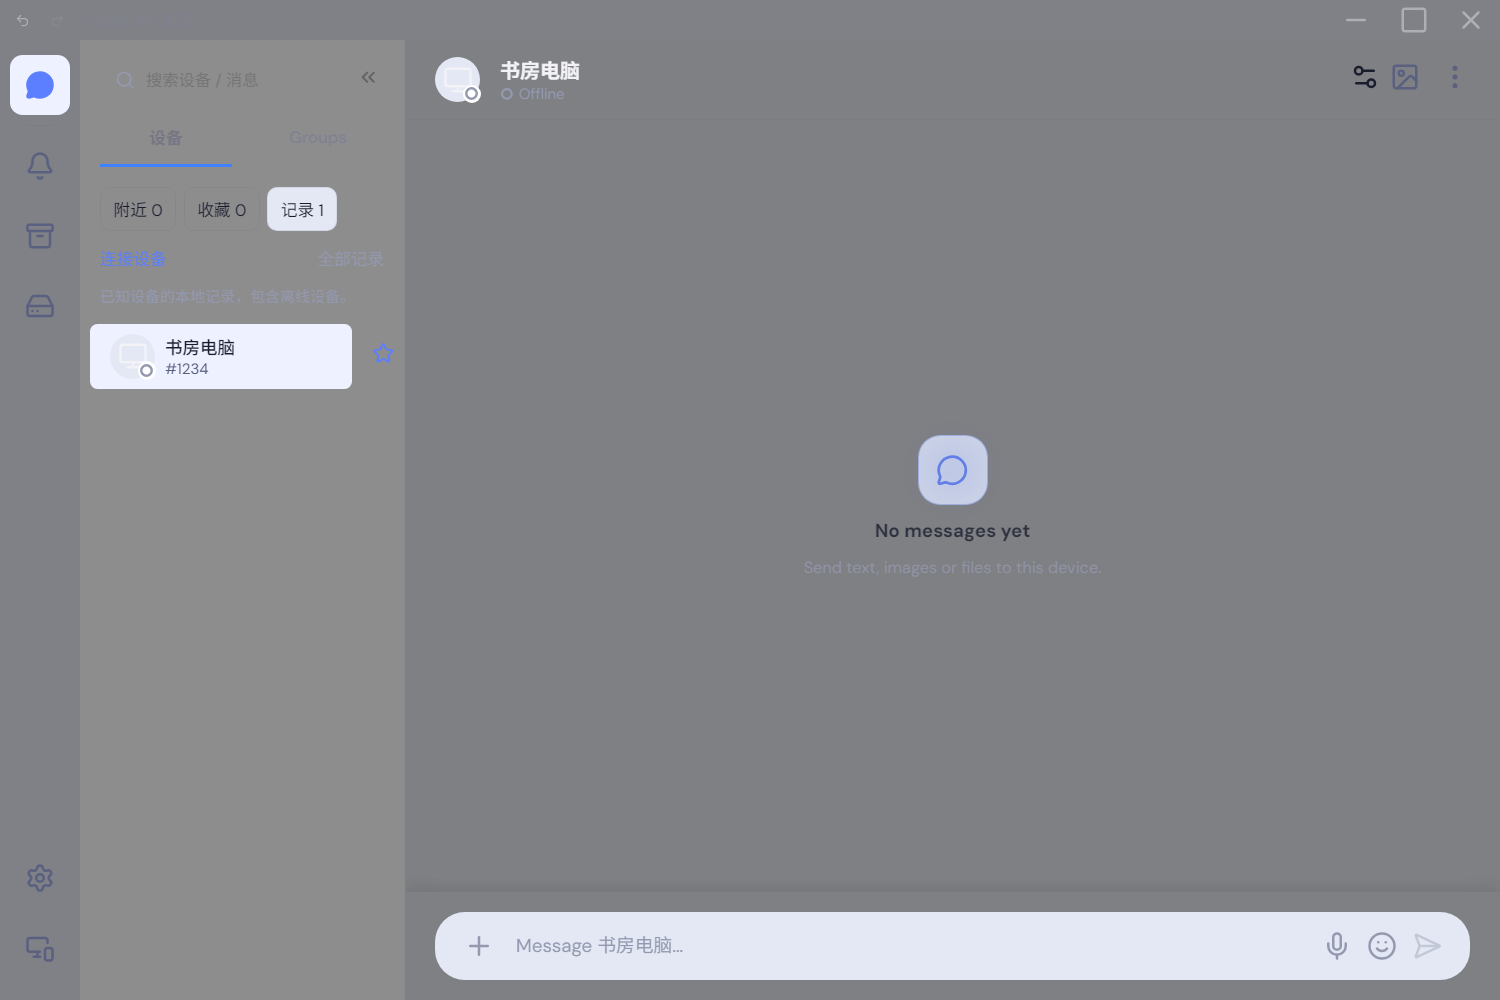 搜索设备 / 消息
设备
Groups
附近 0
收藏 0
记录 1
连接设备
全部记录
已知设备的本地记录，包含离线设备。
书房电脑
#1234
书房电脑
Offline
No messages yet
Send text, images or files to this device.
Message 书房电脑...